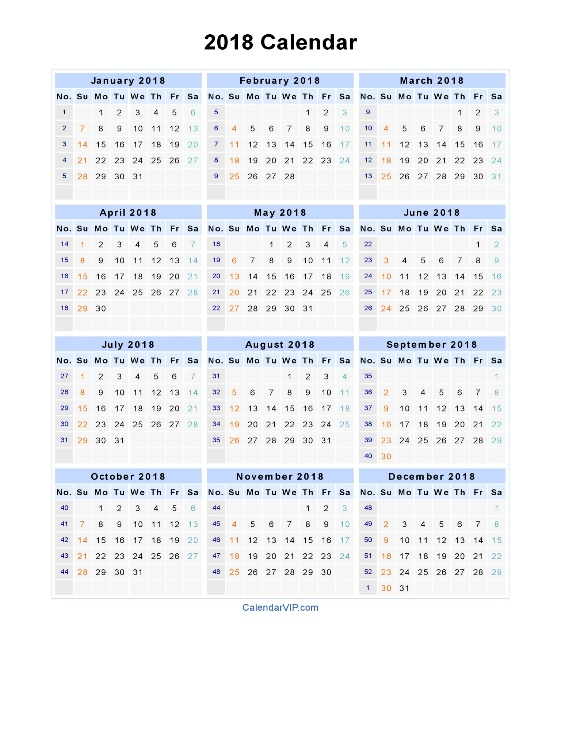 2018 Calendar
January 2018
No. Su Mo Tu We Th Fr Sa
1 1 2 3 4 5 6
2 7 8 9 10 11 12 13
3 14 15 16 17 18 19 20
4 21 22 23 24 25 26 27
5 28 29 30 31
February 2018
No. Su Mo Tu We Th Fr Sa
5 1 2 3
6 4 5 6 7 8 9 10
7 11 12 13 14 15 16 17
8 18 19 20 21 22 23 24
9 25 26 27 28
March 2018
No. Su Mo Tu We Th Fr Sa
9 1 2 3
10 4 5 6 7 8 9 10
11 11 12 13 14 15 16 17
12 18 19 20 21 22 23 24
13 25 26 27 28 29 30 31
April 2018
No. Su Mo Tu We Th Fr Sa
14 1 2 3 4 5 6 7
15 8 9 10 11 12 13 14
16 15 16 17 18 19 20 21
17 22 23 24 25 26 27 28
18 29 30
May 2018
No. Su Mo Tu We Th Fr Sa
18 1 2 3 4 5
19 6 7 8 9 10 11 12
20 13 14 15 16 17 18 19
21 20 21 22 23 24 25 26
22 27 28 29 30 31
June 2018
No. Su Mo Tu We Th Fr Sa
22 1 2
23 3 4 5 6 7 8 9
24 10 11 12 13 14 15 16
25 17 18 19 20 21 22 23
26 24 25 26 27 28 29 30
July 2018
No. Su Mo Tu We Th Fr Sa
27 1 2 3 4 5 6 7
28 8 9 10 11 12 13 14
29 15 16 17 18 19 20 21
30 22 23 24 25 26 27 28
31 29 30 31
August 2018
No. Su Mo Tu We Th Fr Sa
31 1 2 3 4
32 5 6 7 8 9 10 11
33 12 13 14 15 16 17 18
34 19 20 21 22 23 24 25
35 26 27 28 29 30 31
September 2018
No. Su Mo Tu We Th Fr Sa
35 1
36 2 3 4 5 6 7 8
37 9 10 11 12 13 14 15
38 16 17 18 19 20 21 22
39 23 24 25 26 27 28 29
40 30
October 2018
No. Su Mo Tu We Th Fr Sa
40 1 2 3 4 5 6
41 7 8 9 10 11 12 13
42 14 15 16 17 18 19 20
43 21 22 23 24 25 26 27
44 28 29 30 31
November 2018
No. Su Mo Tu We Th Fr Sa
44 1 2 3
45 4 5 6 7 8 9 10
46 11 12 13 14 15 16 17
47 18 19 20 21 22 23 24
48 25 26 27 28 29 30
December 2018
No. Su Mo Tu We Th Fr Sa
48 1
49 2 3 4 5 6 7 8
50 9 10 11 12 13 14 15
51 16 17 18 19 20 21 22
52 23 24 25 26 27 28 29
1 30 31
CalendarVIP.com